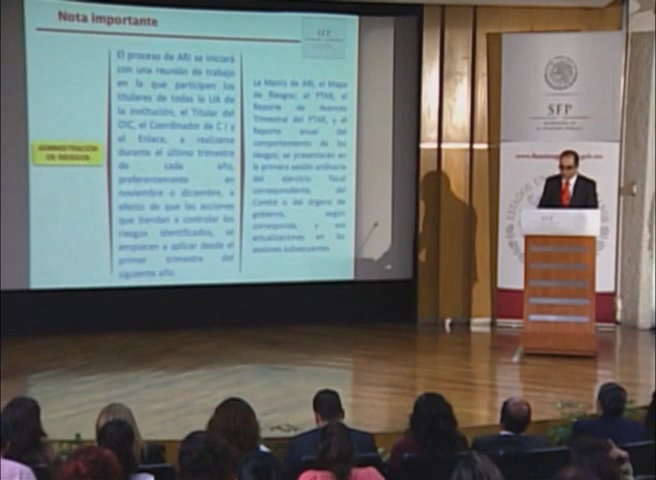 Nota importante
SFP
El proceso de ARI se iniciará
con una reunión de trabajo
en la que participen los
titulares de todas la UA de
la institución, el Titular del
OIC, el Coordinador de C I y
el Enlace, a realizarse
durante el último trimestre
de cada año,
preferentemente en
noviembre o diciembre, a
efecto de que las acciones
que tiendan a controlar los
riesgos identificados, se
empiecen a aplicar desde el
primer trimestre del
siguiente año.
La Matriz de ARI, el Mapa
de Riesgos; el PTAR, el
Reporte de Avances
Trimestral del PTAR, y el
Reporte anual del
comportamiento de los
riesgos, se presentarán en
la primera sesión ordinaria
del ejercicio fiscal
correspondiente, del
Comité o del órgano de
gobierno, según
corresponda, y sus
actualizaciones en las
sesiones subsecuentes.
ADMINISTRACIÓN
DE RIESGOS
SFP